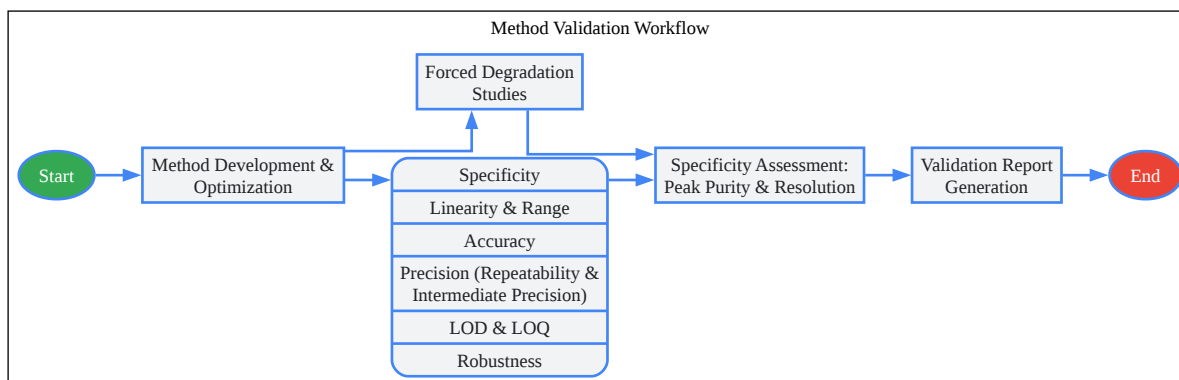 Method Validation Workflow
Forced Degradation
Studies
Start
Method Development &
Optimization
Specificity
Linearity & Range
Accuracy
Precision (Repeatability &
Intermediate Precision)
LOD & LOQ
Robustness
Specificity Assessment:
Peak Purity & Resolution
Validation Report
Generation
End